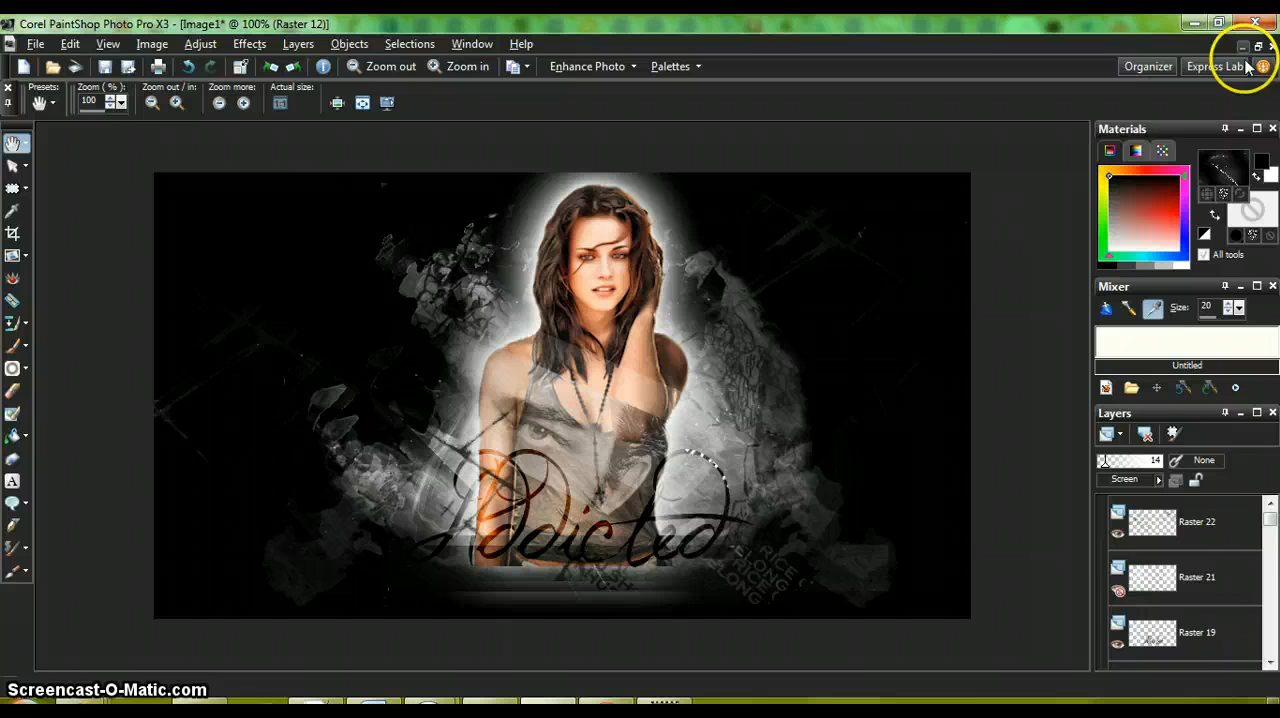 Corel PaintShop Photo Pro X3 - [Image1* @ 100% (Raster 12)]
File Edit View Image Adjust Effects Layers Objects Selections Window Help
Zoom out Zoom in Enhance Photo Palettes Organizer Express Lab
Presets: Zoom (%): Zoom out / in: Zoom more: Actual size:
100
Materials
All tools
Mixer
Size: 20
Untitled
Layers
14 None
Screen
Raster 22
Raster 21
Raster 19
Addicted
Screencast-O-Matic.com